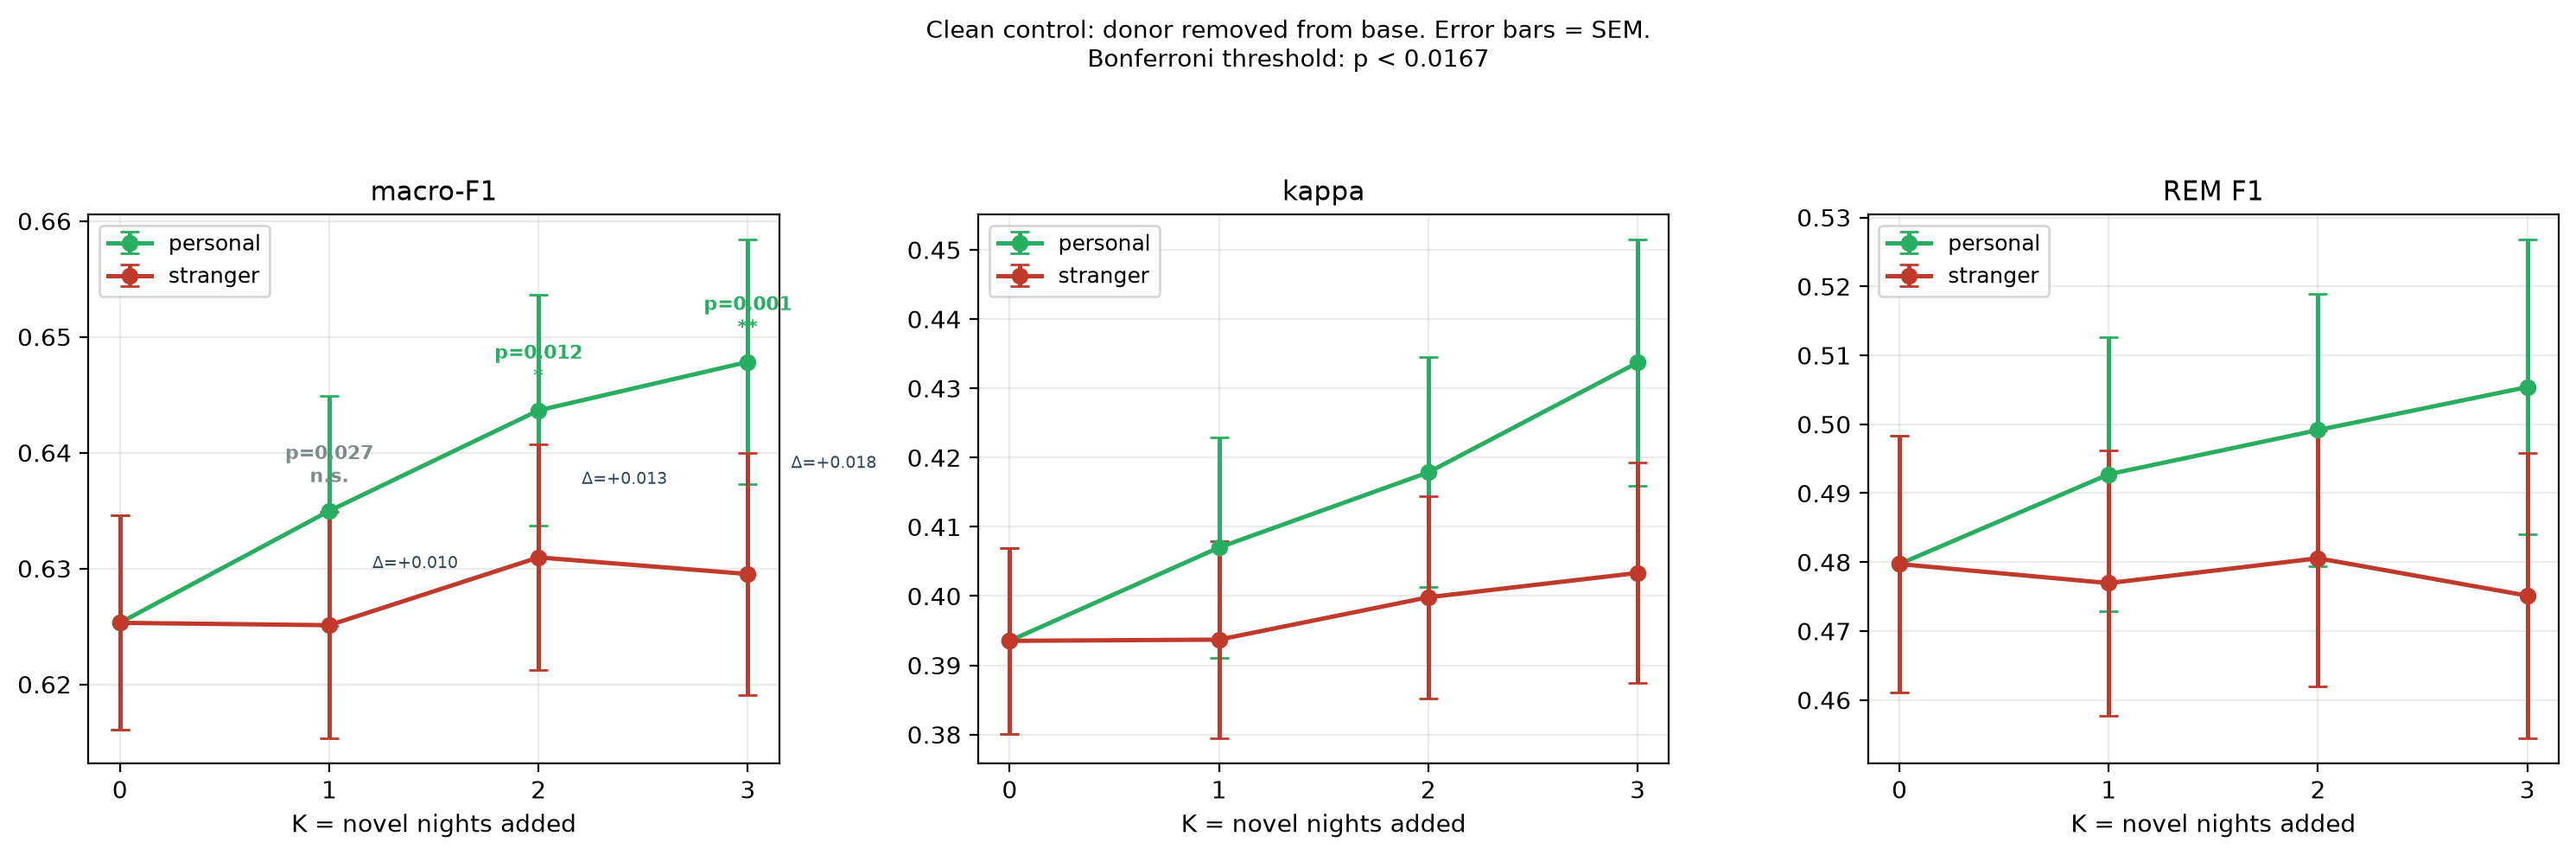 Clean control: donor removed from base. Error bars = SEM.
Bonferroni threshold: p < 0.0167
macro-F1
0.66
0.65
0.64
0.63
0.62
personal
stranger
p=0.027
n.s.
p=0.012
*
p=0.001
**
Δ=+0.010
Δ=+0.013
Δ=+0.018
0
1
2
3
K = novel nights added
kappa
0.45
0.44
0.43
0.42
0.41
0.40
0.39
0.38
personal
stranger
0
1
2
3
K = novel nights added
REM F1
0.53
0.52
0.51
0.50
0.49
0.48
0.47
0.46
personal
stranger
0
1
2
3
K = novel nights added